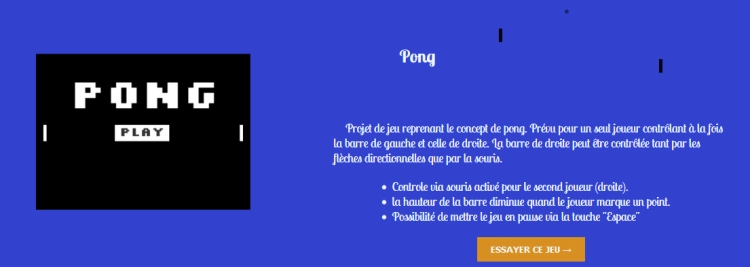 PONG
PLAY
Pong
Projet de jeu reprenant le concept de pong. Prévu pour un seul joueur contrôlant à la fois
la barre de gauche et celle de droite. La barre de droite peut être contrôlée tant par les
flèches directionnelles que par la souris.
Controle via souris activé pour le second joueur (droite).
la hauteur de la barre diminue quand le joueur marque un point.
Possibilité de mettre le jeu en pause via la touche "Espace"
ESSAYER CE JEU →